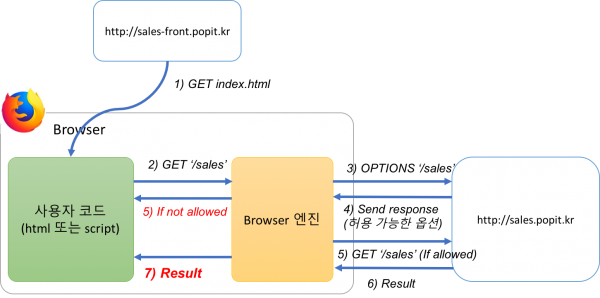 http://sales-front.popit.kr
1) GET index.html
Browser
2) GET ‘/sales’
3) OPTIONS ‘/sales’
사용자 코드
(html 또는 script)
5) If not allowed
Browser 엔진
4) Send response
(허용 가능한 옵션)
http://sales.popit.kr
5) GET ‘/sales’ (If allowed)
7) Result
6) Result